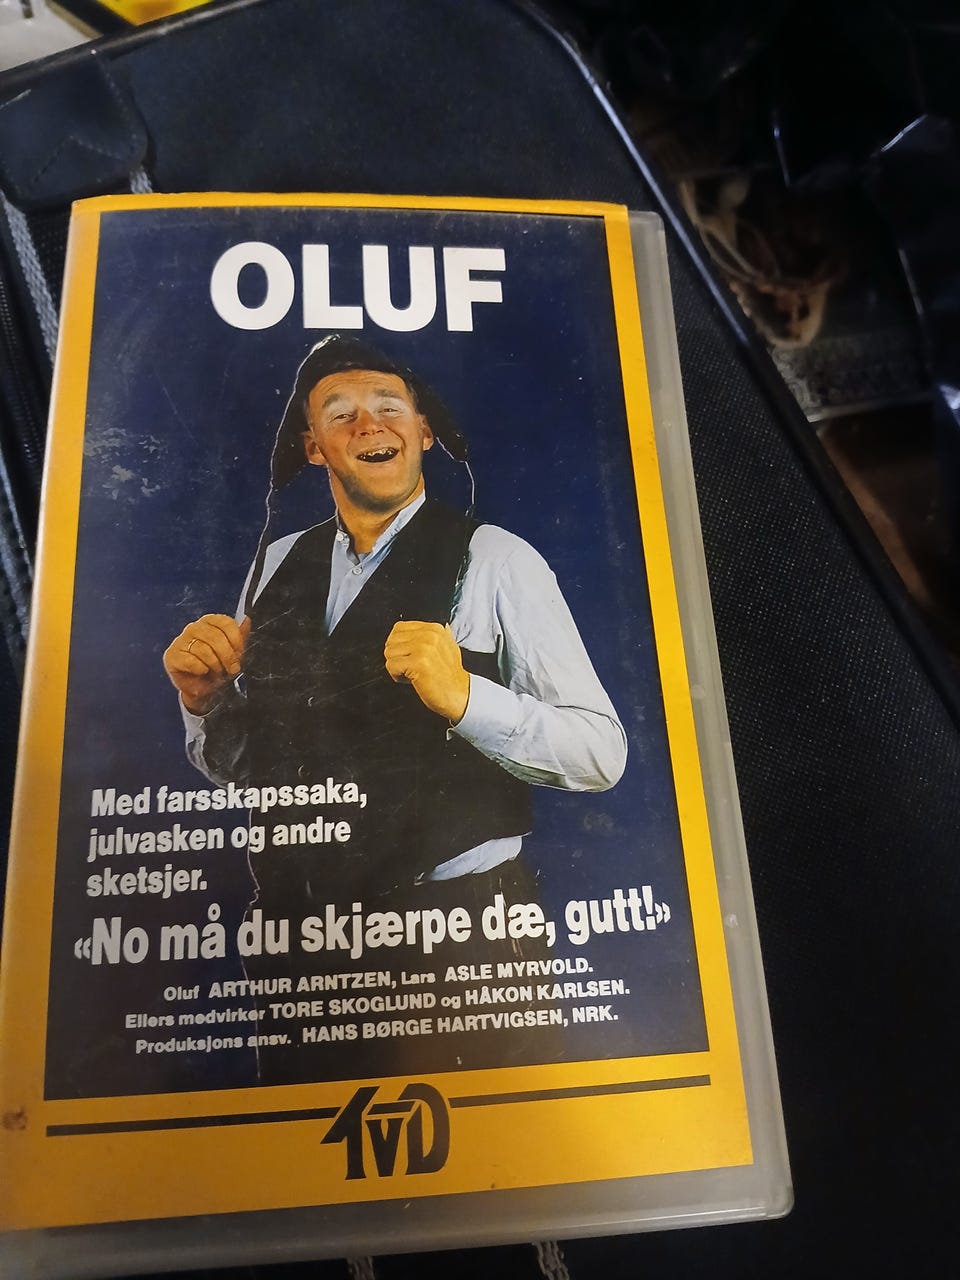 OLUF
Med farsskapssaka,
julvasken og andre
sketsjer.
«No må du skjærpe dæ, gutt!»
Oluf ARTHUR ARNTZEN, Lars ASLE MYRVOLD.
Ellers medvirker TORE SKOGLUND og HÅKON KARLSEN.
Produksjons ansv. HANS BØRGE HARTVIGSEN, NRK.
TVD